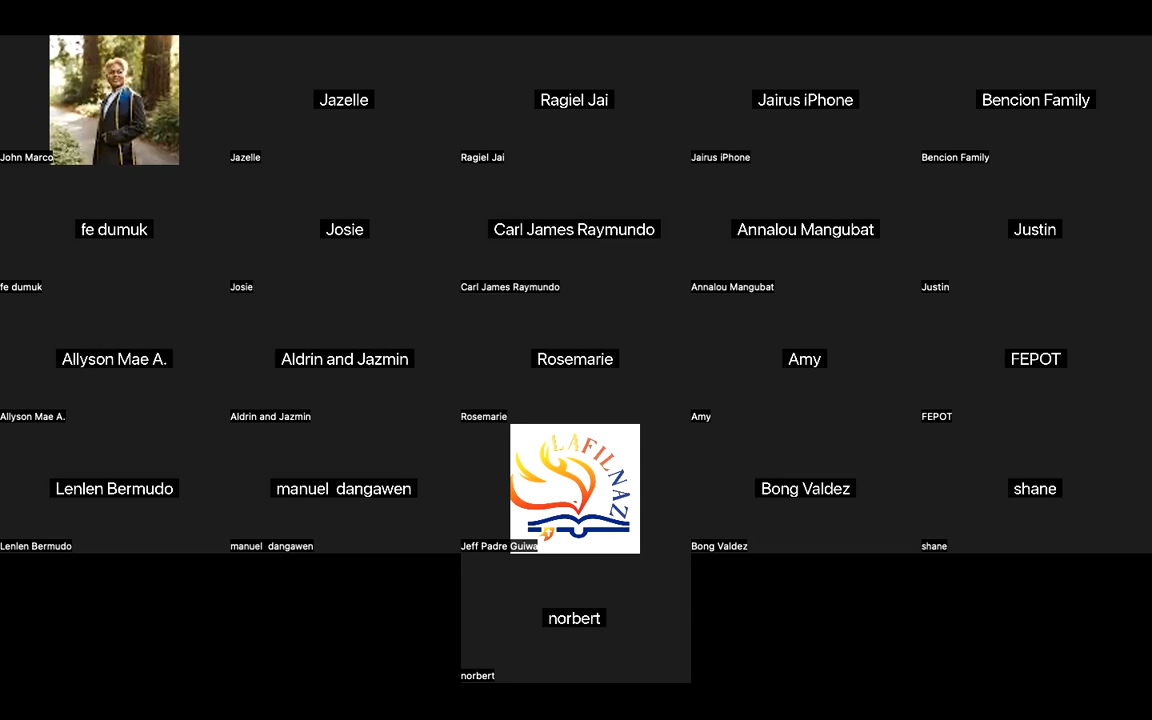 John Marco
Jazelle
Jazelle
Ragiel Jai
Ragiel Jai
Jairus iPhone
Jairus iPhone
Bencion Family
Bencion Family
fe dumuk
fe dumuk
Josie
Josie
Carl James Raymundo
Carl James Raymundo
Annalou Mangubat
Annalou Mangubat
Justin
Justin
Allyson Mae A.
Allyson Mae A.
Aldrin and Jazmin
Aldrin and Jazmin
Rosemarie
Rosemarie
Amy
Amy
FEPOT
FEPOT
Lenlen Bermudo
Lenlen Bermudo
manuel dangawen
manuel dangawen
LAFILNAZ
Jeff Padre Guiwa
Bong Valdez
Bong Valdez
shane
shane
norbert
norbert